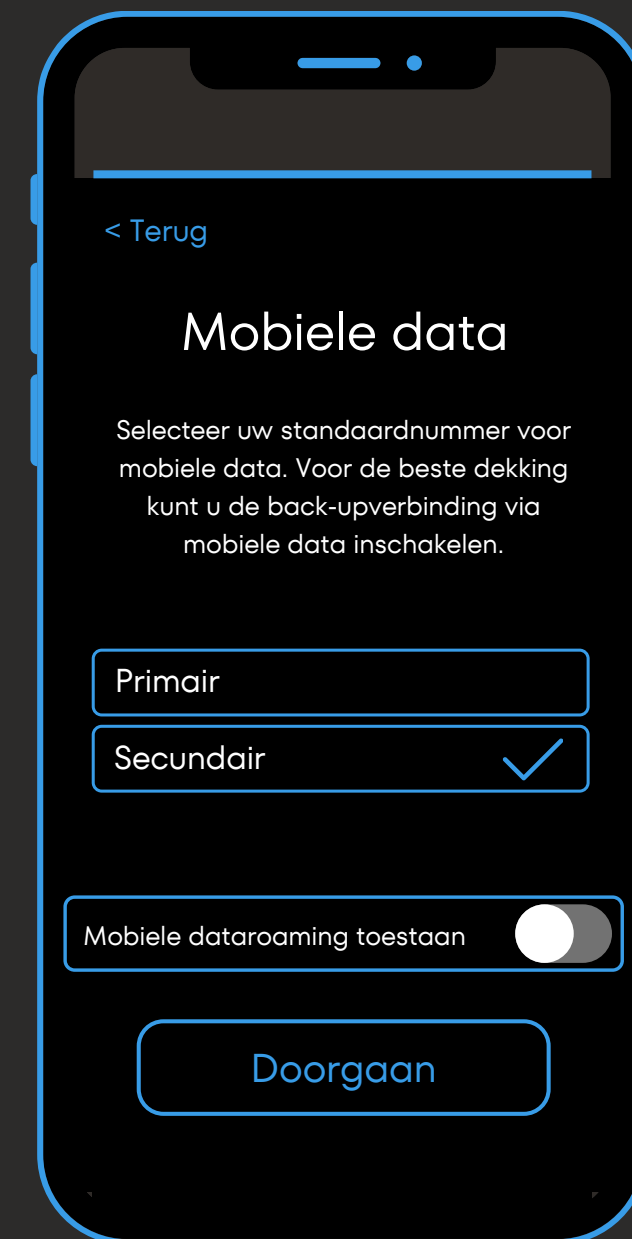 < Terug
Mobiele data
Selecteer uw standaardnummer voor
mobiele data. Voor de beste dekking
kunt u de back-upverbinding via
mobiele data inschakelen.
Primair
Secundair
Mobiele dataroaming toestaan
Doorgaan